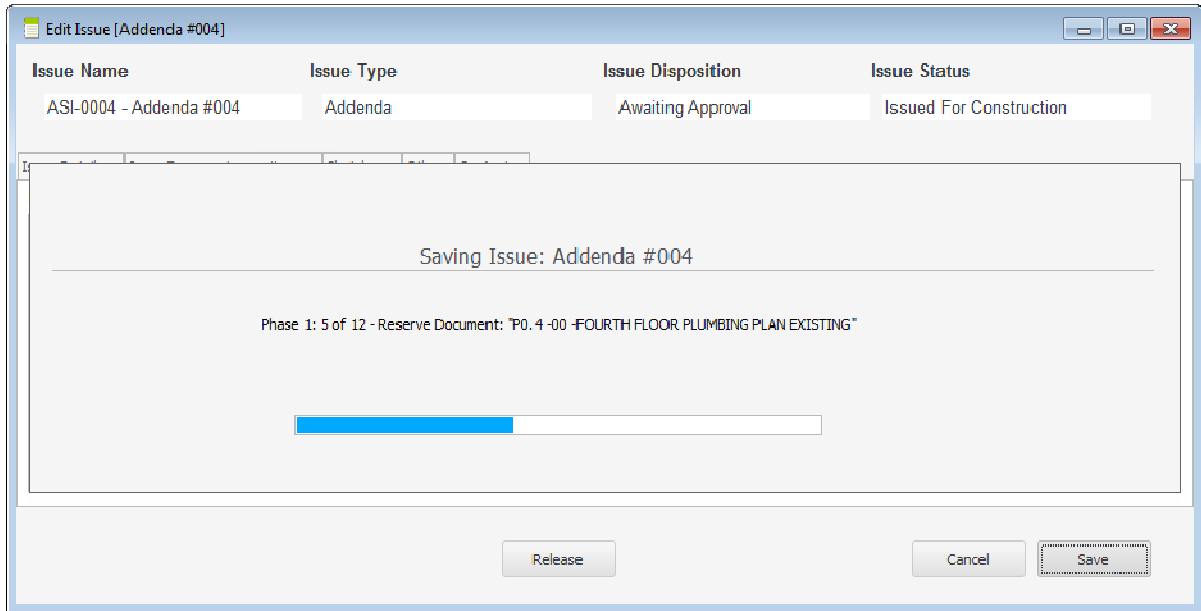 Edit Issue [Addenda #004]
Issue Name Issue Type Issue Disposition Issue Status
ASI-0004 - Addenda #004 Addenda Awaiting Approval Issued For Construction
Saving Issue: Addenda #004
Phase 1: 5 of 12 - Reserve Document: "P0. 4 -00 -IFOURTH FLOOR PLUMBING PLAN EXISTING"
Release Cancel Save